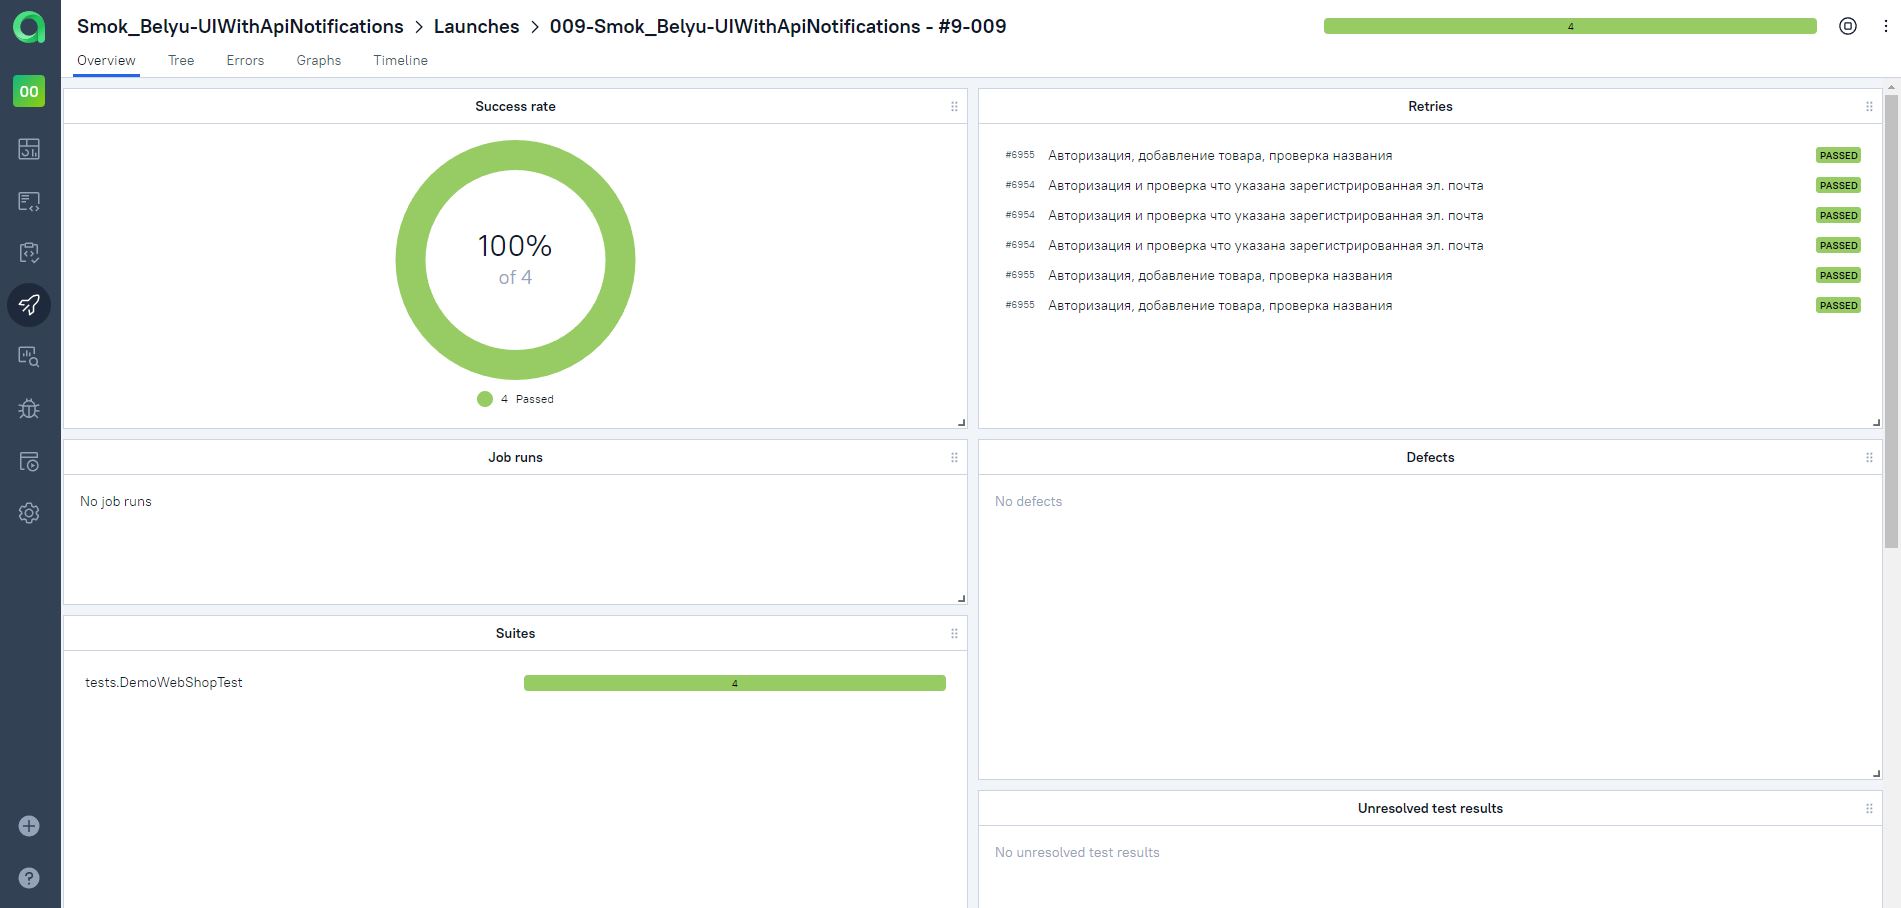 Smok_Belyu-UIWithApiNotifications > Launches > 009-Smok_Belyu-UIWithApiNotifications - #9-009
4
Overview Tree Errors Graphs Timeline
00
Success rate
100%
of 4
4 Passed
Retries
#6955 Авторизация, добавление товара, проверка названия PASSED
#6954 Авторизация и проверка что указана зарегистрированная эл. почта PASSED
#6954 Авторизация и проверка что указана зарегистрированная эл. почта PASSED
#6954 Авторизация и проверка что указана зарегистрированная эл. почта PASSED
#6955 Авторизация, добавление товара, проверка названия PASSED
#6955 Авторизация, добавление товара, проверка названия PASSED
Job runs
No job runs
Defects
No defects
Suites
tests.DemoWebShopTest 4
Unresolved test results
No unresolved test results